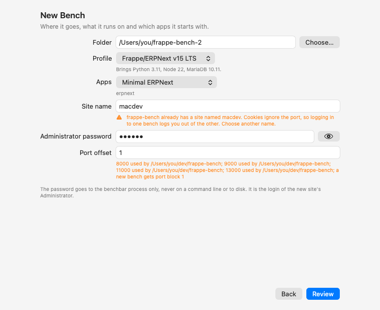 New Bench
Where it goes, what it runs on and which apps it starts with.
Folder /Users/you/frappe-bench-2 Choose...
Profile Frappe/ERPNext v15 LTS
Brings Python 3.11, Node 22, MariaDB 10.11.
Apps Minimal ERPNext
erpnext
Site name macdev
frappe-bench already has a site named macdev. Cookies ignore the port, so logging in
to one bench logs you out of the other. Choose another name.
Administrator password ••••••
Port offset 1
9000 used by /Users/you/dev/frappe-bench; 8000 used by /Users/you/dev/frappe-bench;
11000 used by /Users/you/dev/frappe-bench; 13000 used by /Users/you/dev/frappe-bench; a
new bench gets port block 1
The password goes to the benchbar process only, never on a command line or to disk. It is the login of the new site's
Administrator.
Back Review